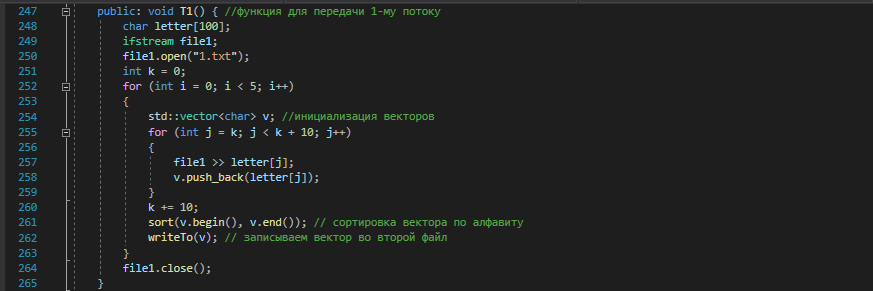 247 public: void T1() { //функция для передачи 1-му потоку
248 char letter[100];
249 ifstream file1;
250 file1.open("1.txt");
251 int k = 0;
252 for (int i = 0; i < 5; i++)
253 {
254 std::vector<char> v; //инициализация векторов
255 for (int j = k; j < k + 10; j++)
256 {
257 file1 >> letter[j];
258 v.push_back(letter[j]);
259 }
260 k += 10;
261 sort(v.begin(), v.end()); // сортировка вектора по алфавиту
262 writeTo(v); // записываем вектор во второй файл
263 }
264 file1.close();
265 }